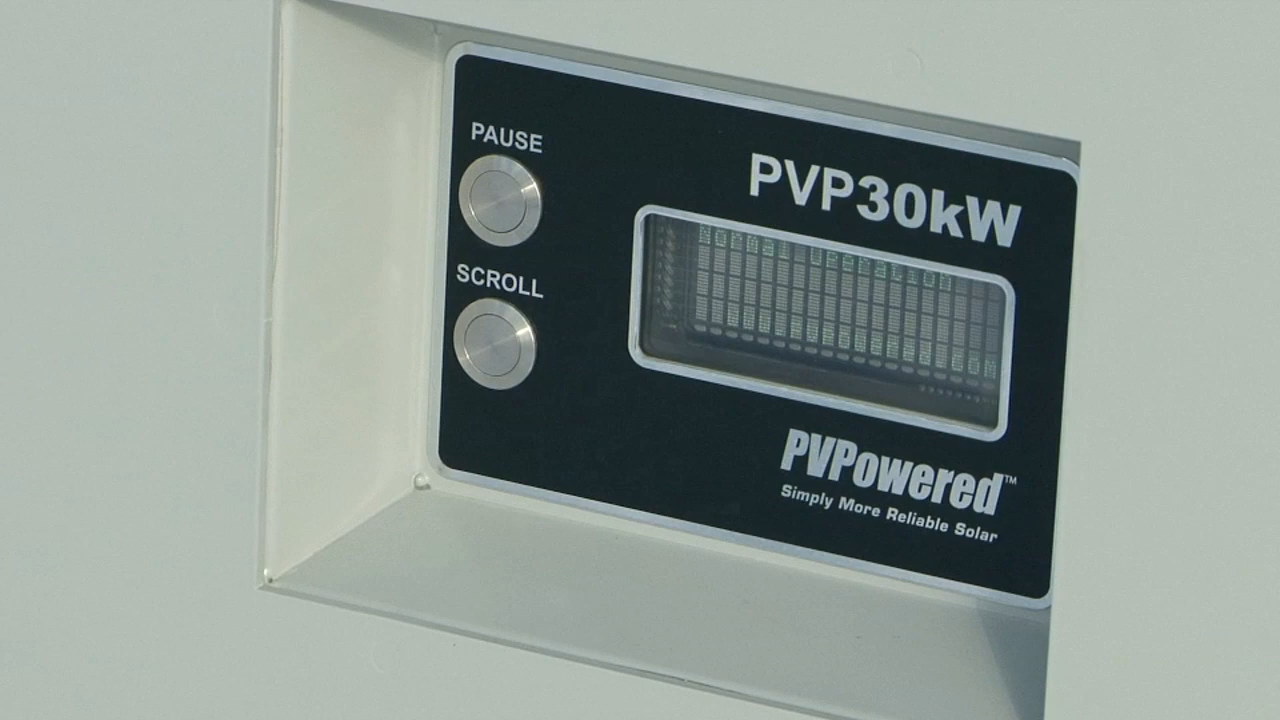 PAUSE
PVP30kW
SCROLL
PVPowered™
Simply More Reliable Solar